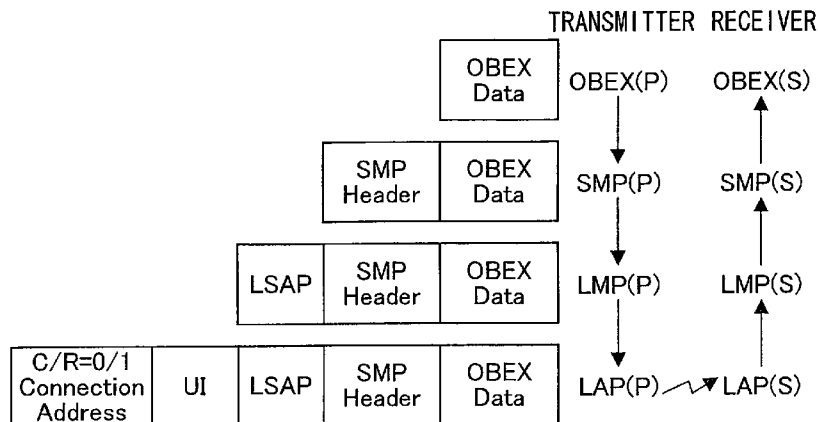 TRANSMITTER RECEIVER
OBEX
Data
OBEX(P)
OBEX(S)
SMP
Header
OBEX
Data
SMP(P)
SMP(S)
LSAP
SMP
Header
OBEX
Data
LMP(P)
LMP(S)
C/R=0/1
Connection
Address
UI
LSAP
SMP
Header
OBEX
Data
LAP(P)
LAP(S)